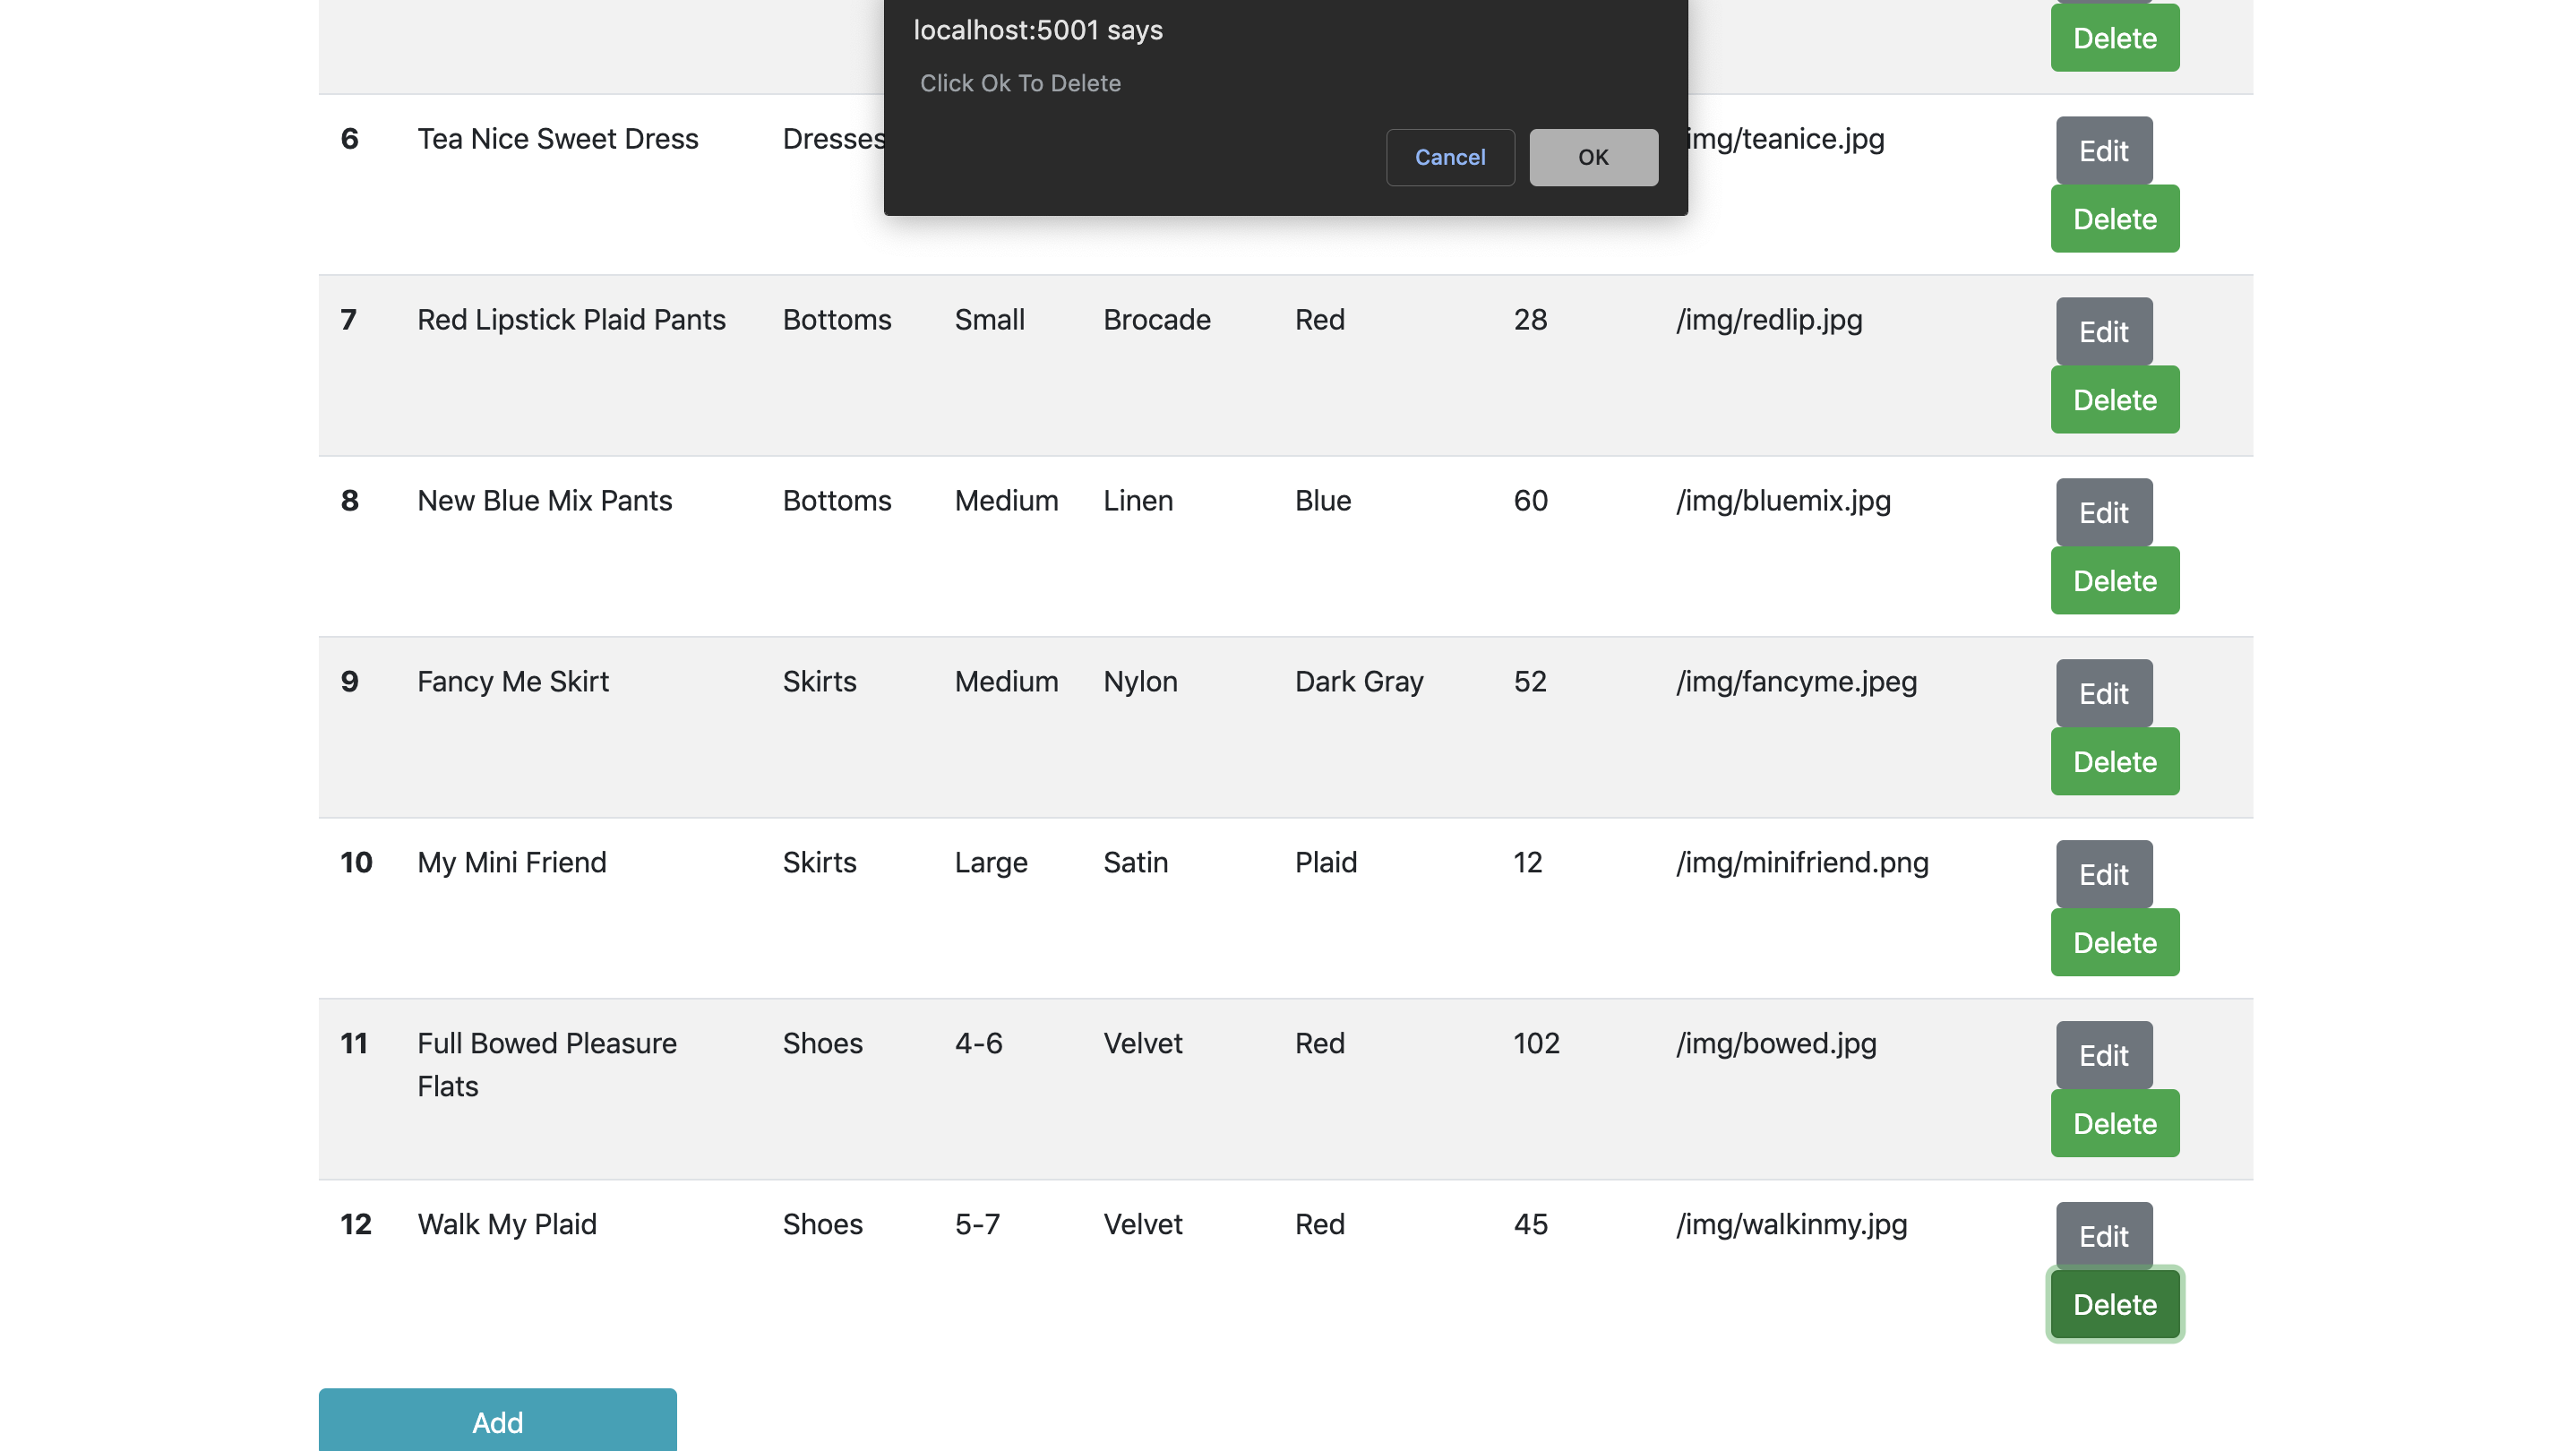 localhost:5001 says
Click Ok To Delete
Cancel OK
Delete
6 Tea Nice Sweet Dress Dresses img/teanice.jpg Edit
Delete
7 Red Lipstick Plaid Pants Bottoms Small Brocade Red 28 /img/redlip.jpg Edit
Delete
8 New Blue Mix Pants Bottoms Medium Linen Blue 60 /img/bluemix.jpg Edit
Delete
9 Fancy Me Skirt Skirts Medium Nylon Dark Gray 52 /img/fancyme.jpeg Edit
Delete
10 My Mini Friend Skirts Large Satin Plaid 12 /img/minifriend.png Edit
Delete
11 Full Bowed Pleasure Shoes 4-6 Velvet Red 102 /img/bowed.jpg Edit
Flats
Delete
12 Walk My Plaid Shoes 5-7 Velvet Red 45 /img/walkinmy.jpg Edit
Delete
Add